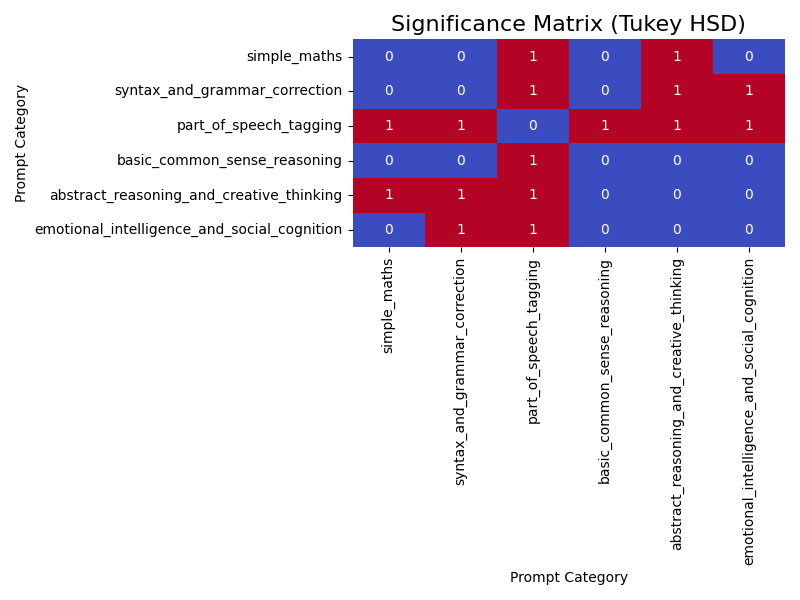 Significance Matrix (Tukey HSD)
Prompt Category
simple_maths 0 0 1 0 1 0
syntax_and_grammar_correction 0 0 1 0 1 1
part_of_speech_tagging 1 1 0 1 1 1
basic_common_sense_reasoning 0 0 1 0 0 0
abstract_reasoning_and_creative_thinking 1 1 1 0 0 0
emotional_intelligence_and_social_cognition 0 1 1 0 0 0
simple_maths
syntax_and_grammar_correction
part_of_speech_tagging
basic_common_sense_reasoning
abstract_reasoning_and_creative_thinking
emotional_intelligence_and_social_cognition
Prompt Category